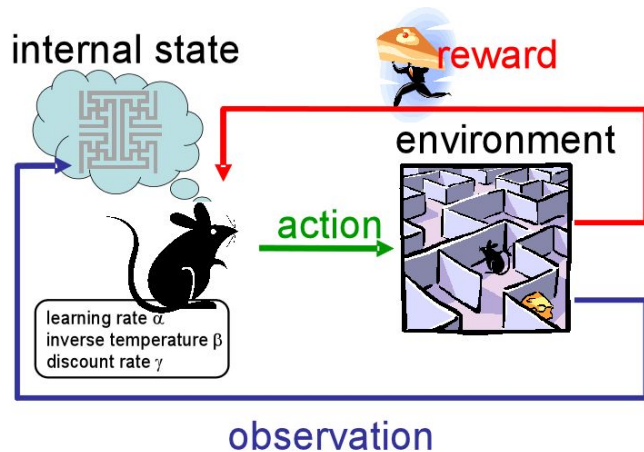 internal state
reward
environment
action
learning rate α
inverse temperature β
discount rate γ
observation